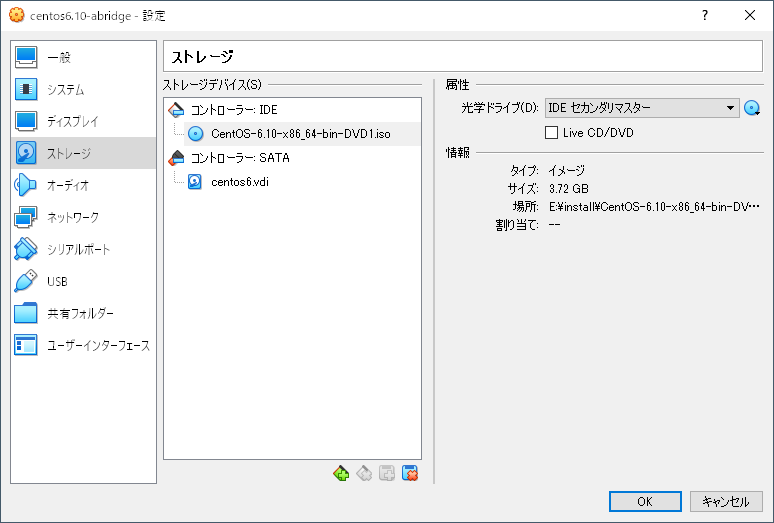 centos6.10-abridge - 設定
?
一般
システム
ディスプレイ
ストレージ
オーディオ
ネットワーク
シリアルポート
USB
共有フォルダー
ユーザーインターフェース
ストレージ
ストレージデバイス(S)
コントローラー: IDE
CentOS-6.10-x86_64-bin-DVD1.iso
コントローラー: SATA
centos6.vdi
属性
光学ドライブ(D): IDE セカンダリマスター
Live CD/DVD
情報
タイプ: イメージ
サイズ: 3.72 GB
場所: E:¥install¥CentOS-6.10-x86_64-bin-DV…
割り当て: --
OK
キャンセル